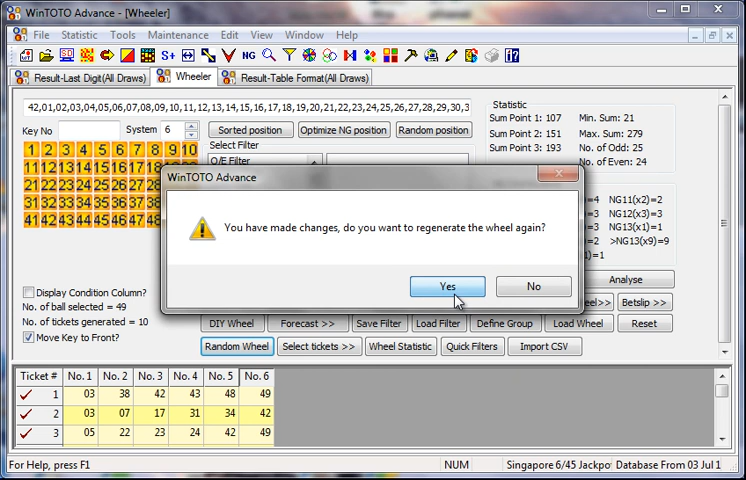 WinTOTO Advance - [Wheeler]
File Statistic Tools Maintenance Edit View Window Help
S+ NG
Result-Last Digit(All Draws) Wheeler Result-Table Format(All Draws)
42,01,02,03,04,05,06,07,08,09,10,11,12,13,14,15,16,17,18,19,20,21,22,23,24,25,26,27,28,29,30,3
Key No System 6 Sorted position Optimize NG position Random position
Select Filter
O/E Filter
1 2 3 4 5 6 7 8 9 10
11 12 13 14 15 16 17 18
21 22 23 24 25 26 27 28
31 32 33 34 35 36 37 38
41 42 43 44 45 46 47 48
Statistic
Sum Point 1: 107 Min. Sum: 21
Sum Point 2: 151 Max. Sum: 279
Sum Point 3: 193 No. of Odd: 25
No. of Even: 24
=4 NG11(x2)=2
=3 NG12(x3)=3
=3 NG13(x1)=1
=2 >NG13(x9)=9
)=1
WinTOTO Advance
You have made changes, do you want to regenerate the wheel again?
Yes No
Analyse
Display Condition Column?
No. of ball selected = 49
No. of tickets generated = 10
Move Key to Front?
heel>> Betslip >>
DIY Wheel Forecast >> Save Filter Load Filter Define Group Load Wheel Reset
Random Wheel Select tickets >> Wheel Statistic Quick Filters Import CSV
Ticket # No. 1 No. 2 No. 3 No. 4 No. 5 No. 6
1 03 38 42 43 48 49
2 03 07 17 31 34 42
3 05 22 23 24 42 49
For Help, press F1 NUM Singapore 6/45 Jackpo Database From 03 Jul 1